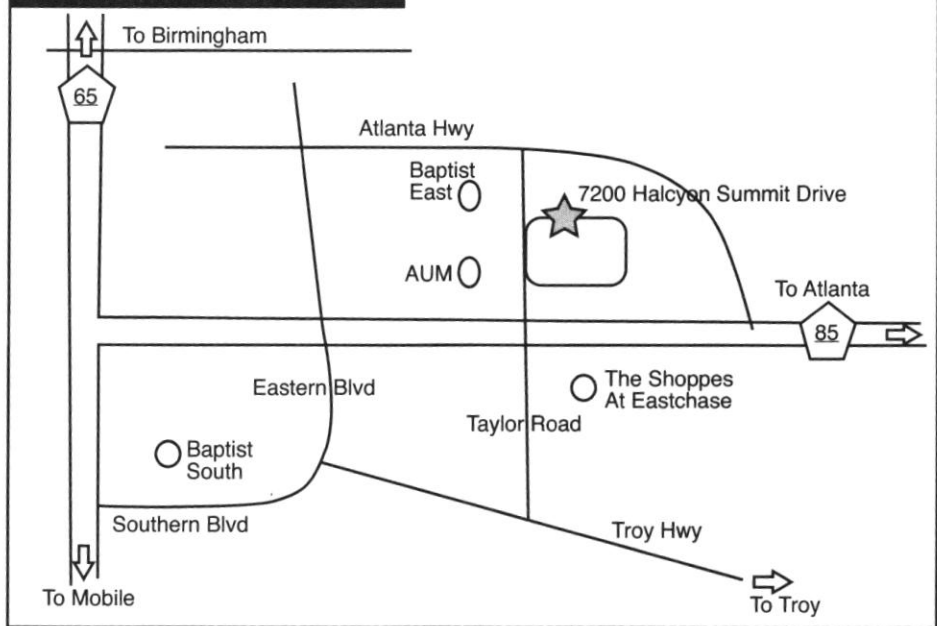 To Birmingham
65
Atlanta Hwy
Baptist
East
7200 Halcyon Summit Drive
AUM
To Atlanta
85
Eastern Blvd
The Shoppes
At Eastchase
Taylor Road
Baptist
South
Southern Blvd
Troy Hwy
To Mobile
To Troy